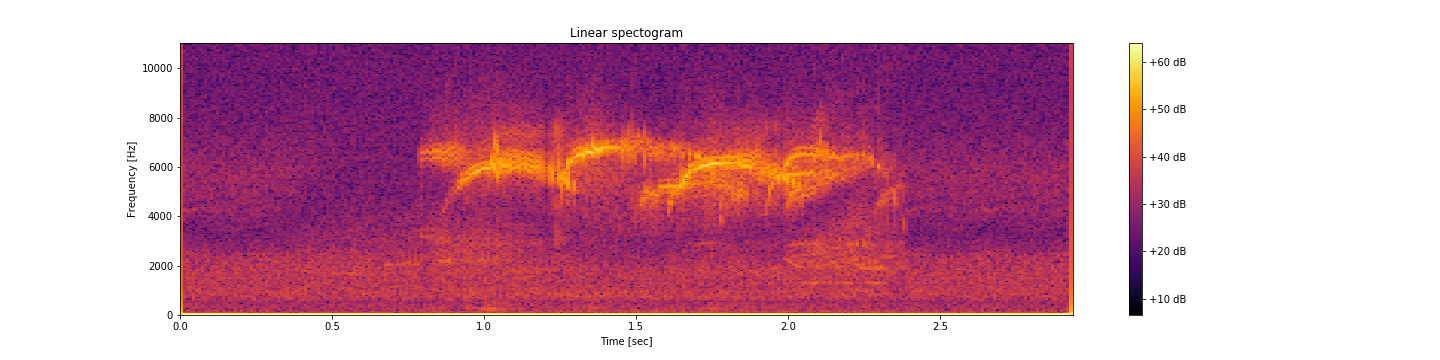 Linear spectogram
Frequency [Hz]
10000
8000
6000
4000
2000
0
0.0
0.5
1.0
1.5
2.0
2.5
Time [sec]
+60 dB
+50 dB
+40 dB
+30 dB
+20 dB
+10 dB